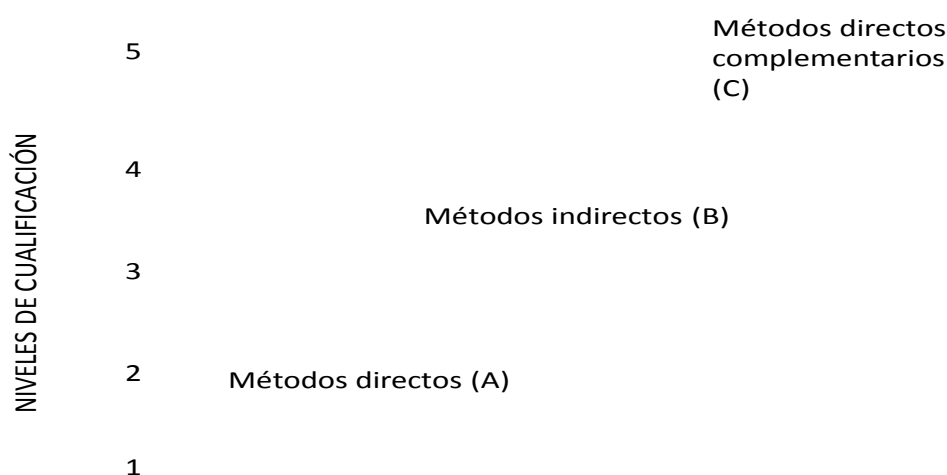 Métodos directos
complementarios
(C)
5
4
Métodos indirectos (B)
3
2
Métodos directos (A)
1
NIVELES DE CUALIFICACIÓN